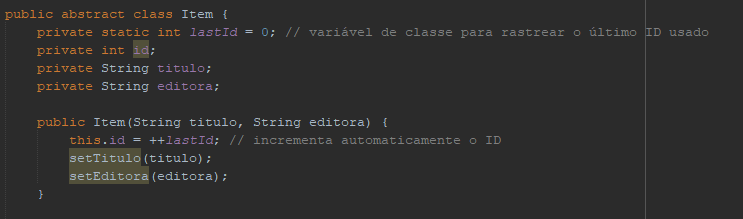 public abstract class Item {
private static int lastId = 0; // variável de classe para rastrear o último ID usado
private int id;
private String titulo;
private String editora;
public Item(String titulo, String editora) {
this.id = ++lastId; // incrementa automaticamente o ID
setTitulo(titulo);
setEditora(editora);
}